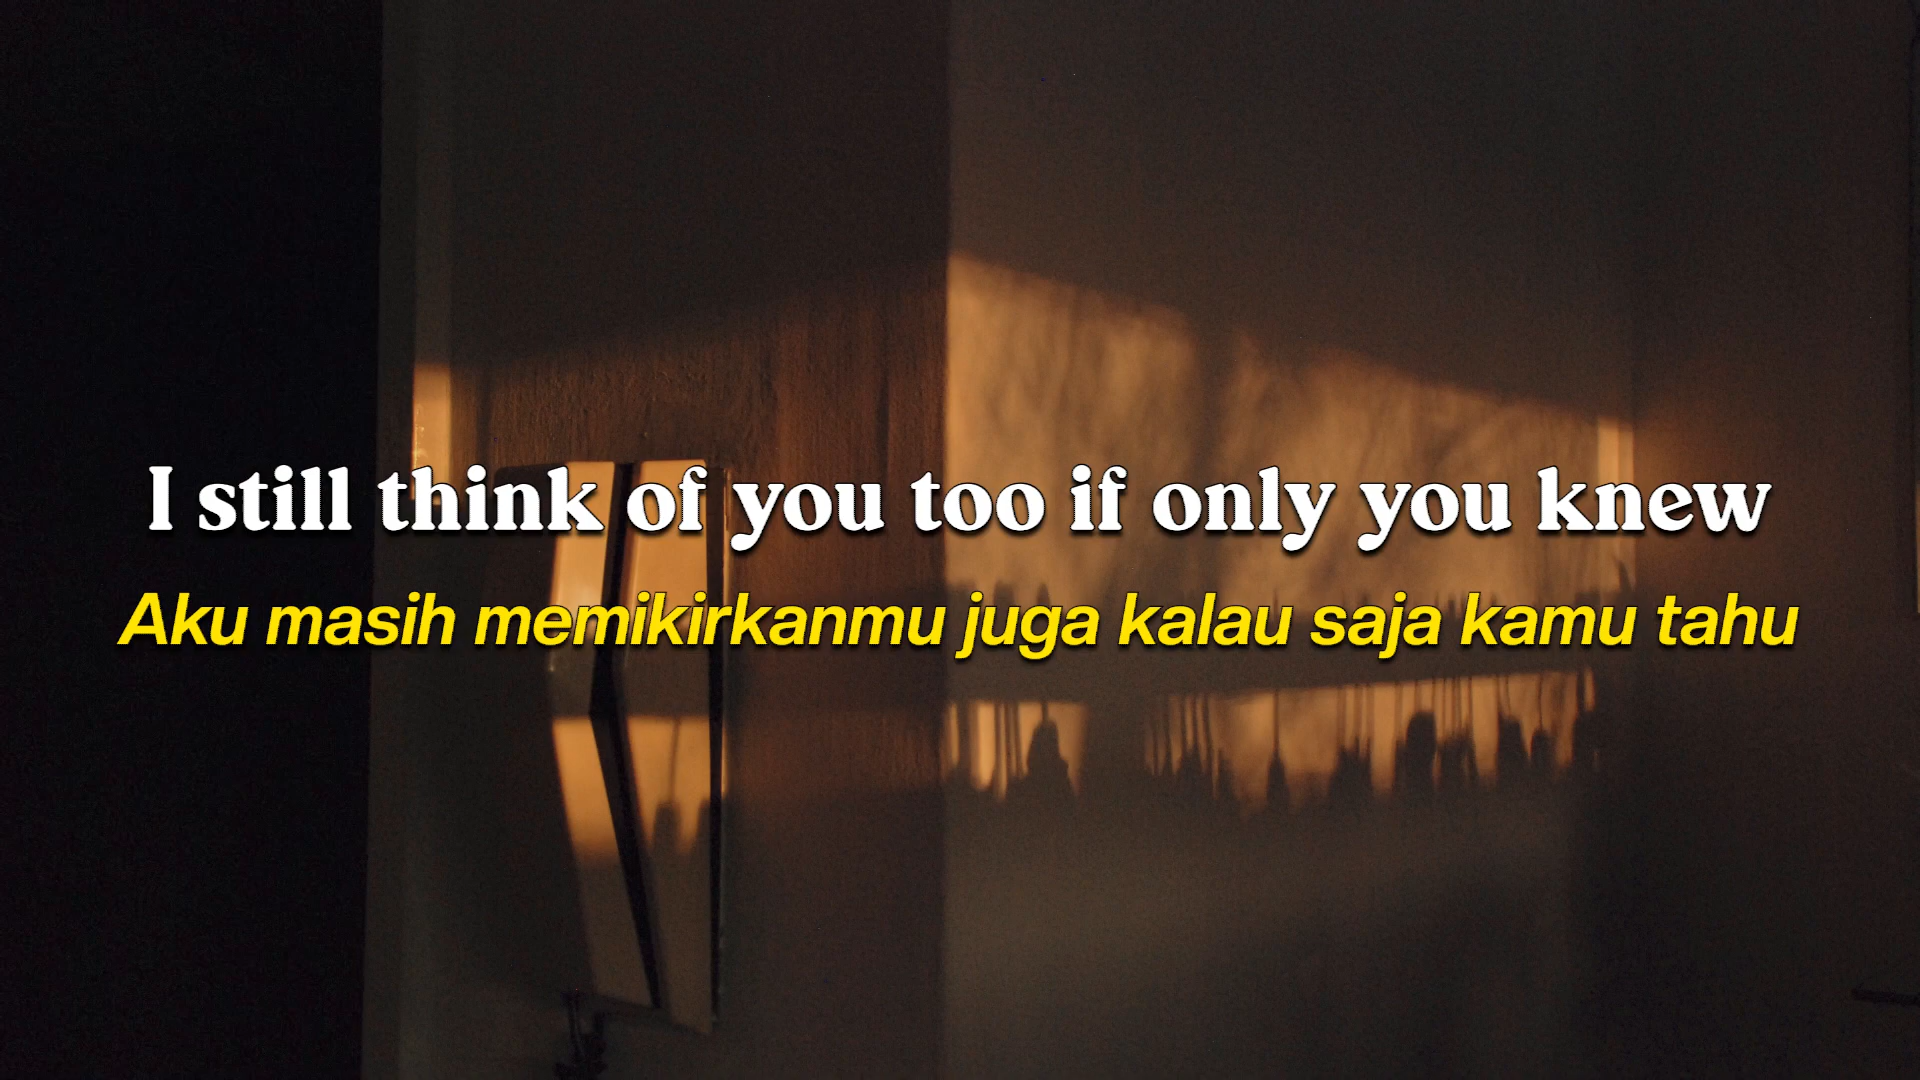 I still think of you too if only you knew
Aku masih memikirkanmu juga kalau saja kamu tahu